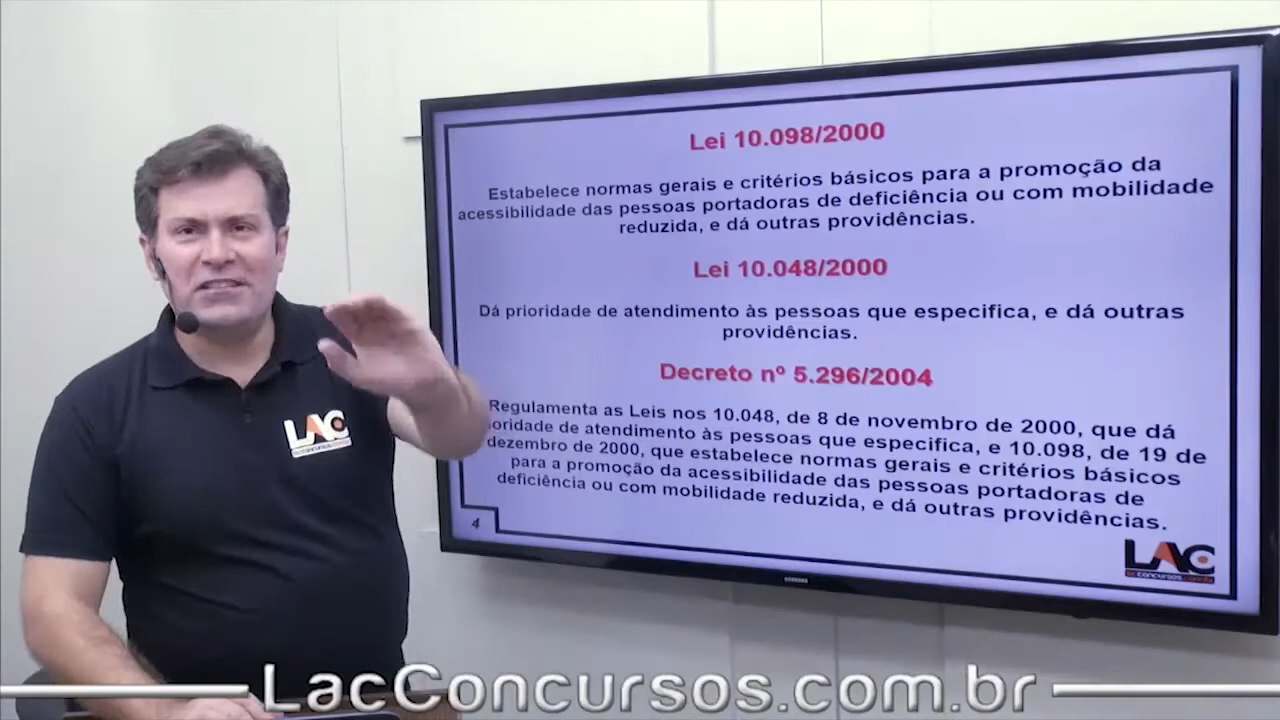 Lei 10.098/2000
Estabelece normas gerais e critérios básicos para a promoção da
acessibilidade das pessoas portadoras de deficiência ou com mobilidade
reduzida, e dá outras providências.
Lei 10.048/2000
Dá prioridade de atendimento às pessoas que especifica, e dá outras
providências.
Decreto nº 5.296/2004
Regulamenta as Leis nos 10.048, de 8 de novembro de 2000, que dá
oridade de atendimento às pessoas que especifica, e 10.098, de 19 de
dezembro de 2000, que estabelece normas gerais e critérios básicos
para a promoção da acessibilidade das pessoas portadoras de
deficiência ou com mobilidade reduzida, e dá outras providências.
4
LAC
LAC
SAMSUNG
LacConcursos.com.br